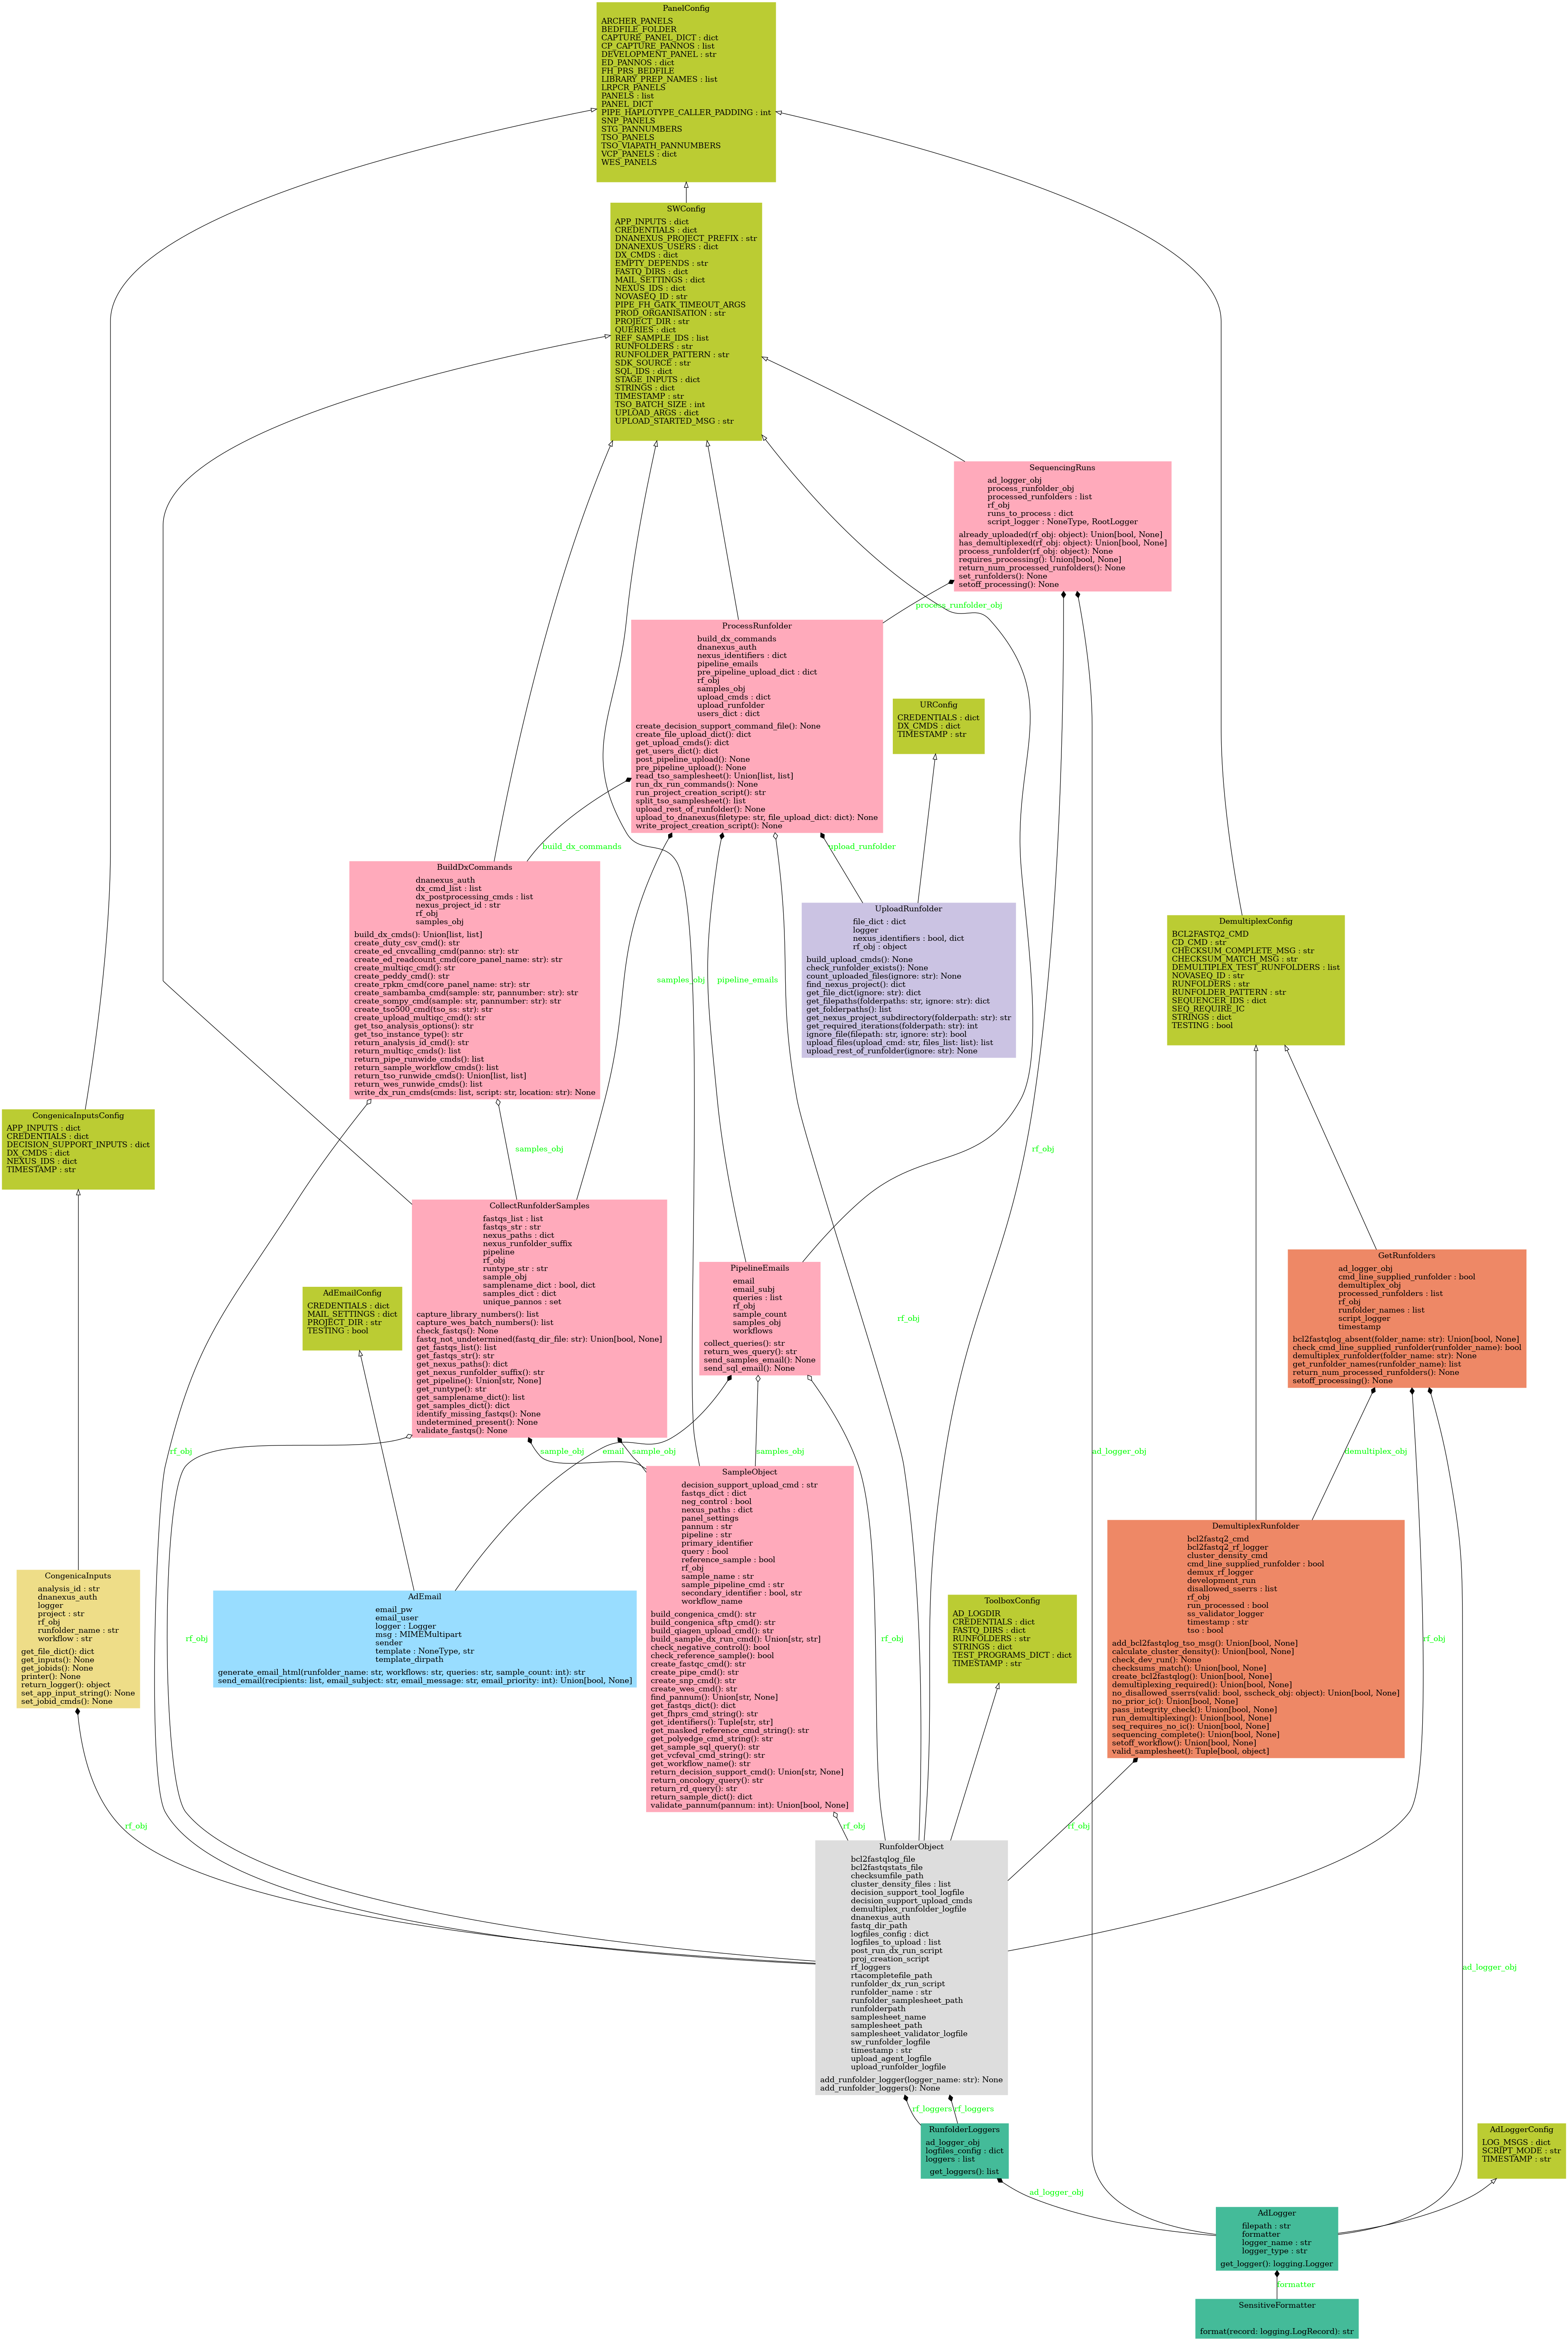 PanelConfig
ARCHER_PANELS
BEDFILE_FOLDER
CAPTURE_PANEL_DICT : dict
CP_CAPTURE_PANNOS : list
DEVELOPMENT_PANEL : str
ED_PANNOS : dict
FH_PRS_BEDFILE
LIBRARY_PREP_NAMES : list
LRPCR_PANELS
PANELS : list
PANEL_DICT
PIPE_HAPLOTYPE_CALLER_PADDING : int
SNP_PANELS
STG_PANNUMBERS
TSO_PANELS
TSO_VIAPATH_PANNUMBERS
VCP_PANELS : dict
WES_PANELS
SWConfig
APP_INPUTS : dict
CREDENTIALS : dict
DNANEXUS_PROJECT_PREFIX : str
DNANEXUS_USERS : dict
DX_CMDS : dict
EMPTY_DEPENDS : str
FASTQ_DIRS : dict
MAIL_SETTINGS : dict
NEXUS_IDS : dict
NOVASEQ_ID : str
PIPE_FH_GATK_TIMEOUT_ARGS
PROD_ORGANISATION : str
PROJECT_DIR : str
QUERIES : dict
REF_SAMPLE_IDS : list
RUNFOLDERS : str
RUNFOLDER_PATTERN : str
SDK_SOURCE : str
SQL_IDS : dict
STAGE_INPUTS : dict
STRINGS : dict
TIMESTAMP : str
TSO_BATCH_SIZE : int
UPLOAD_ARGS : dict
UPLOAD_STARTED_MSG : str
SequencingRuns
ad_logger_obj
process_runfolder_obj
processed_runfolders : list
rf_obj
runs_to_process : dict
script_logger : NoneType, RootLogger
already_uploaded(rf_obj: object): Union[bool, None]
has_demultiplexed(rf_obj: object): Union[bool, None]
process_runfolder(rf_obj: object): None
requires_processing(): Union[bool, None]
return_num_processed_runfolders(): None
set_runfolders(): None
setoff_processing(): None
process_runfolder_obj
ProcessRunfolder
build_dx_commands
dnanexus_auth
nexus_identifiers : dict
pipeline_emails
pre_pipeline_upload_dict : dict
rf_obj
samples_obj
upload_cmds : dict
upload_runfolder
users_dict : dict
create_decision_support_command_file(): None
create_file_upload_dict(): dict
get_upload_cmds(): dict
get_users_dict(): dict
post_pipeline_upload(): None
pre_pipeline_upload(): None
read_tso_samplesheet(): Union[list, list]
run_dx_run_commands(): None
run_project_creation_script(): str
split_tso_samplesheet(): list
upload_rest_of_runfolder(): None
upload_to_dnanexus(filetype: str, file_upload_dict: dict): None
write_project_creation_script(): None
URConfig
CREDENTIALS : dict
DX_CMDS : dict
TIMESTAMP : str
build_dx_commands
upload_runfolder
BuildDxCommands
dnanexus_auth
dx_cmd_list : list
dx_postprocessing_cmds : list
nexus_project_id : str
rf_obj
samples_obj
build_dx_cmds(): Union[list, list]
create_duty_csv_cmd(): str
create_ed_cnvcalling_cmd(panno: str): str
create_ed_readcount_cmd(core_panel_name: str): str
create_multiqc_cmd(): str
create_peddy_cmd(): str
create_rpkm_cmd(core_panel_name: str): str
create_sambamba_cmd(sample: str, pannumber: str): str
create_sompy_cmd(sample: str, pannumber: str): str
create_tso500_cmd(tso_ss: str): str
create_upload_multiqc_cmd(): str
get_tso_analysis_options(): str
get_tso_instance_type(): str
return_analysis_id_cmd(): str
return_multiqc_cmds(): list
return_pipe_runwide_cmds(): list
return_sample_workflow_cmds(): list
return_tso_runwide_cmds(): Union[list, list]
return_wes_runwide_cmds(): list
write_dx_run_cmds(cmds: list, script: str, location: str): None
samples_obj
pipeline_emails
UploadRunfolder
file_dict : dict
logger
nexus_identifiers : bool, dict
rf_obj : object
build_upload_cmds(): None
check_runfolder_exists(): None
count_uploaded_files(ignore: str): None
find_nexus_project(): dict
get_file_dict(ignore: str): dict
get_filepaths(folderpaths: str, ignore: str): dict
get_folderpaths(): list
get_nexus_project_subdirectory(folderpath: str): str
get_required_iterations(folderpath: str): int
ignore_file(filepath: str, ignore: str): bool
upload_files(upload_cmd: str, files_list: list): list
upload_rest_of_runfolder(ignore: str): None
DemultiplexConfig
BCL2FASTQ2_CMD
CD_CMD : str
CHECKSUM_COMPLETE_MSG : str
CHECKSUM_MATCH_MSG : str
DEMULTIPLEX_TEST_RUNFOLDERS : list
NOVASEQ_ID : str
RUNFOLDERS : str
RUNFOLDER_PATTERN : str
SEQUENCER_IDS : dict
SEQ_REQUIRE_IC
STRINGS : dict
TESTING : bool
CongenicaInputsConfig
APP_INPUTS : dict
CREDENTIALS : dict
DECISION_SUPPORT_INPUTS : dict
DX_CMDS : dict
NEXUS_IDS : dict
TIMESTAMP : str
samples_obj
rf_obj
CollectRunfolderSamples
fastqs_list : list
fastqs_str : str
nexus_paths : dict
nexus_runfolder_suffix
pipeline
rf_obj
runtype_str : str
sample_obj
samplename_dict : bool, dict
samples_dict : dict
unique_pannos : set
capture_library_numbers(): list
capture_wes_batch_numbers(): list
check_fastqs(): None
fastq_not_undetermined(fastq_dir_file: str): Union[bool, None]
get_fastqs_list(): list
get_fastqs_str(): str
get_nexus_paths(): dict
get_nexus_runfolder_suffix(): str
get_pipeline(): Union[str, None]
get_runtype(): str
get_samplename_dict(): list
get_samples_dict(): dict
identify_missing_fastqs(): None
undetermined_present(): None
validate_fastqs(): None
AdEmailConfig
CREDENTIALS : dict
MAIL_SETTINGS : dict
PROJECT_DIR : str
TESTING : bool
PipelineEmails
email
email_subj
queries : list
rf_obj
sample_count
samples_obj
workflows
collect_queries(): str
return_wes_query(): str
send_samples_email(): None
send_sql_email(): None
rf_obj
GetRunfolders
ad_logger_obj
cmd_line_supplied_runfolder : bool
demultiplex_obj
processed_runfolders : list
rf_obj
runfolder_names : list
script_logger
timestamp
bcl2fastqlog_absent(folder_name: str): Union[bool, None]
check_cmd_line_supplied_runfolder(runfolder_name): bool
demultiplex_runfolder(folder_name: str): None
get_runfolder_names(runfolder_name): list
return_num_processed_runfolders(): None
setoff_processing(): None
rf_obj
sample_obj
email
sample_obj
samples_obj
ad_logger_obj
demultiplex_obj
SampleObject
decision_support_upload_cmd : str
fastqs_dict : dict
neg_control : bool
nexus_paths : dict
panel_settings
pannum : str
pipeline : str
primary_identifier
query : bool
reference_sample : bool
rf_obj
sample_name : str
sample_pipeline_cmd : str
secondary_identifier : bool, str
workflow_name
build_congenica_cmd(): str
build_congenica_sftp_cmd(): str
build_qiagen_upload_cmd(): str
build_sample_dx_run_cmd(): Union[str, str]
check_negative_control(): bool
check_reference_sample(): bool
create_fastqc_cmd(): str
create_pipe_cmd(): str
create_snp_cmd(): str
create_wes_cmd(): str
find_pannum(): Union[str, None]
get_fastqs_dict(): dict
get_fhprs_cmd_string(): str
get_identifiers(): Tuple[str, str]
get_masked_reference_cmd_string(): str
get_polyedge_cmd_string(): str
get_sample_sql_query(): str
get_vcfeval_cmd_string(): str
get_workflow_name(): str
return_decision_support_cmd(): Union[str, None]
return_oncology_query(): str
return_rd_query(): str
return_sample_dict(): dict
validate_pannum(pannum: int): Union[bool, None]
DemultiplexRunfolder
bcl2fastq2_cmd
bcl2fastq2_rf_logger
cluster_density_cmd
cmd_line_supplied_runfolder : bool
demux_rf_logger
development_run
disallowed_sserrs : list
rf_obj
run_processed : bool
ss_validator_logger
timestamp : str
tso : bool
add_bcl2fastqlog_tso_msg(): Union[bool, None]
calculate_cluster_density(): Union[bool, None]
check_dev_run(): None
checksums_match(): Union[bool, None]
create_bcl2fastqlog(): Union[bool, None]
demultiplexing_required(): Union[bool, None]
no_disallowed_sserrs(valid: bool, sscheck_obj: object): Union[bool, None]
no_prior_ic(): Union[bool, None]
pass_integrity_check(): Union[bool, None]
run_demultiplexing(): Union[bool, None]
seq_requires_no_ic(): Union[bool, None]
sequencing_complete(): Union[bool, None]
setoff_workflow(): Union[bool, None]
valid_samplesheet(): Tuple[bool, object]
CongenicaInputs
analysis_id : str
dnanexus_auth
logger
project : str
rf_obj
runfolder_name : str
workflow : str
get_file_dict(): dict
get_inputs(): None
get_jobids(): None
printer(): None
return_logger(): object
set_app_input_string(): None
set_jobid_cmds(): None
AdEmail
email_pw
email_user
logger : Logger
msg : MIMEMultipart
sender
template : NoneType, str
template_dirpath
generate_email_html(runfolder_name: str, workflows: str, queries: str, sample_count: int): str
send_email(recipients: list, email_subject: str, email_message: str, email_priority: int): Union[bool, None]
ToolboxConfig
AD_LOGDIR
CREDENTIALS : dict
FASTQ_DIRS : dict
RUNFOLDERS : str
STRINGS : dict
TEST_PROGRAMS_DICT : dict
TIMESTAMP : str
rf_obj
rf_obj
rf_obj
rf_obj
rf_obj
rf_obj
RunfolderObject
bcl2fastqlog_file
bcl2fastqstats_file
checksumfile_path
cluster_density_files : list
decision_support_tool_logfile
decision_support_upload_cmds
demultiplex_runfolder_logfile
dnanexus_auth
fastq_dir_path
logfiles_config : dict
logfiles_to_upload : list
post_run_dx_run_script
proj_creation_script
rf_loggers
rtacompletefile_path
runfolder_dx_run_script
runfolder_name : str
runfolder_samplesheet_path
runfolderpath
samplesheet_name
samplesheet_path
samplesheet_validator_logfile
sw_runfolder_logfile
timestamp : str
upload_agent_logfile
upload_runfolder_logfile
add_runfolder_logger(logger_name: str): None
add_runfolder_loggers(): None
ad_logger_obj
rf_loggers
rf_loggers
RunfolderLoggers
ad_logger_obj
logfiles_config : dict
loggers : list
get_loggers(): list
AdLoggerConfig
LOG_MSGS : dict
SCRIPT_MODE : str
TIMESTAMP : str
ad_logger_obj
AdLogger
filepath : str
formatter
logger_name : str
logger_type : str
get_logger(): logging.Logger
formatter
SensitiveFormatter
format(record: logging.LogRecord): str